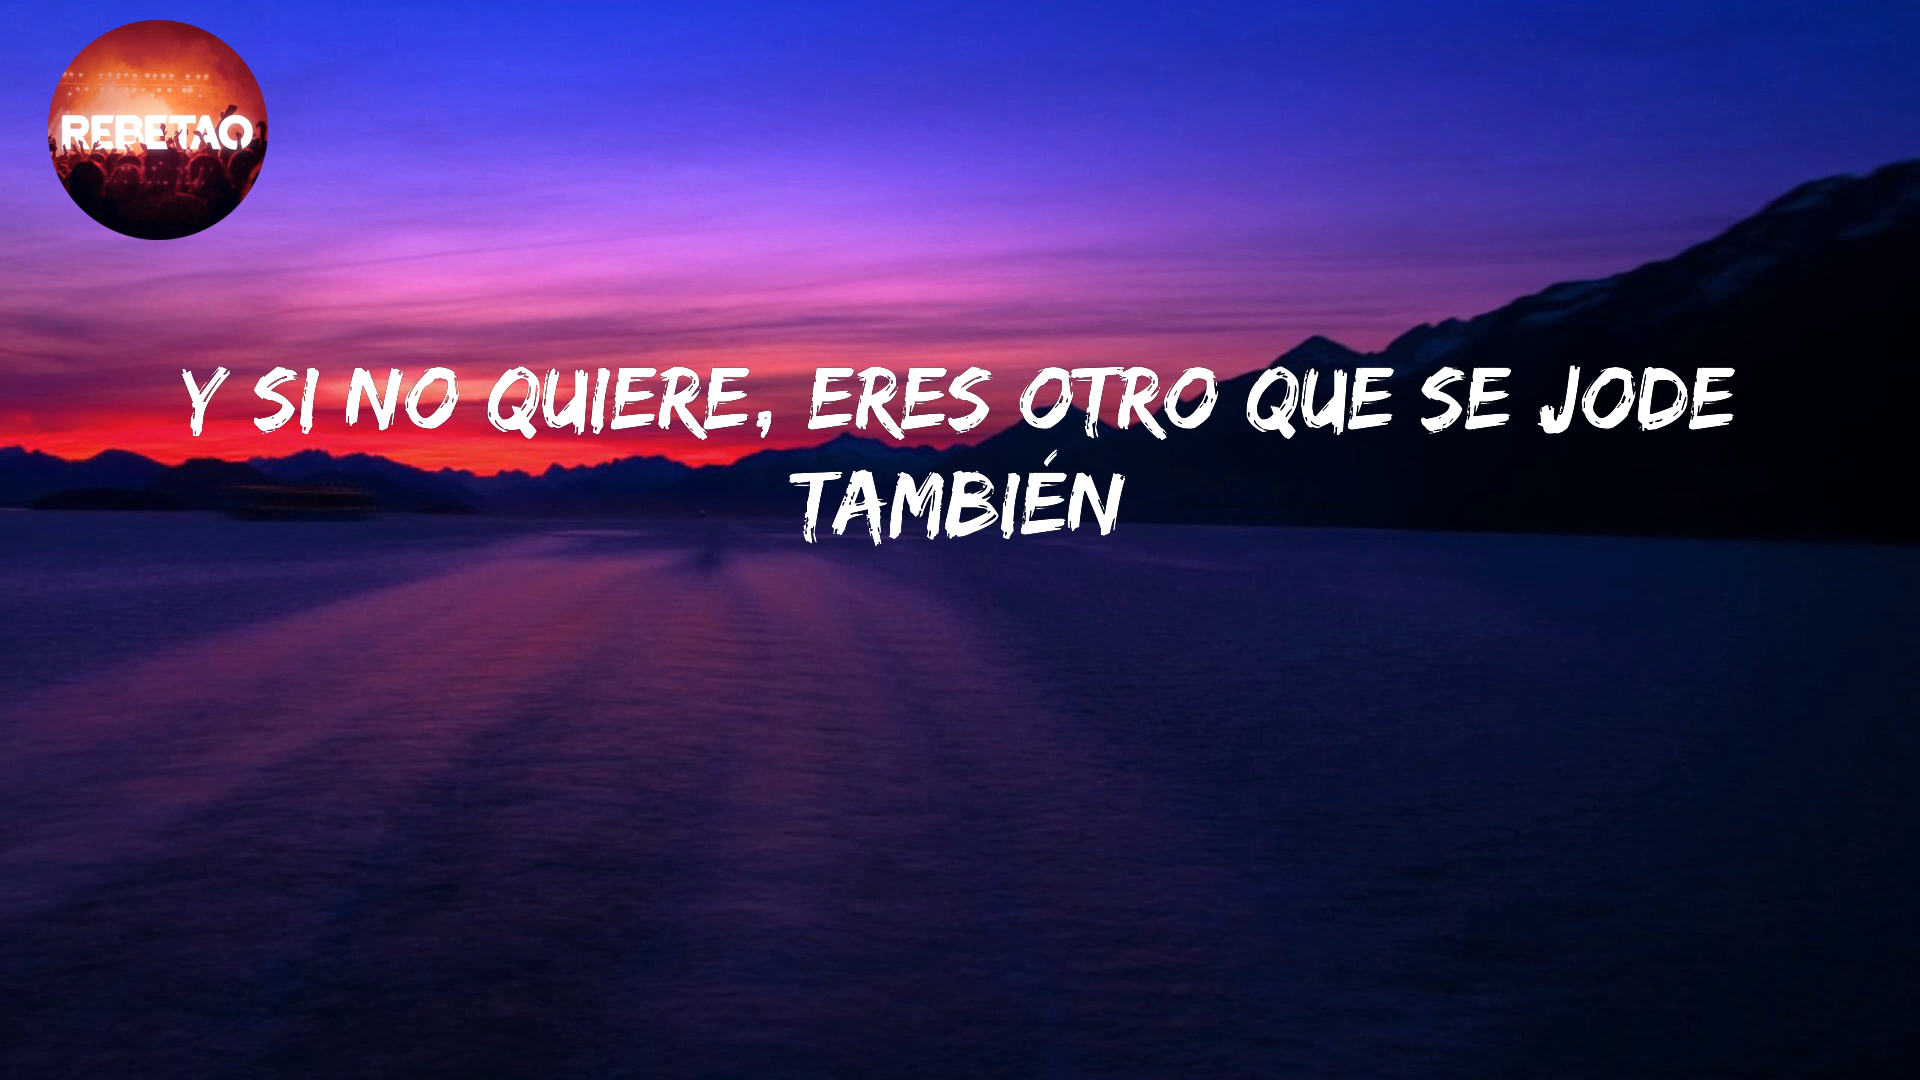 REBETAO
Y SI NO QUIERE, ERES OTRO QUE SE JODE
TAMBIÉN